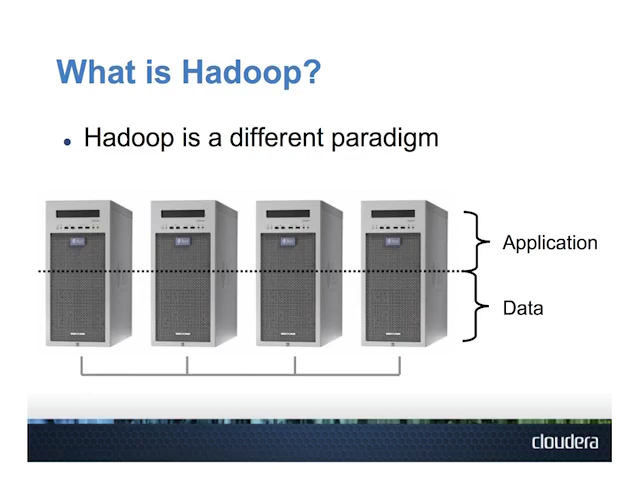 What is Hadoop?
Hadoop is a different paradigm
Application
Data
cloudera